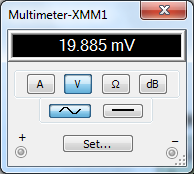 Multimeter-XMM1
19.885 mV
A V Ω dB
+ Set... –